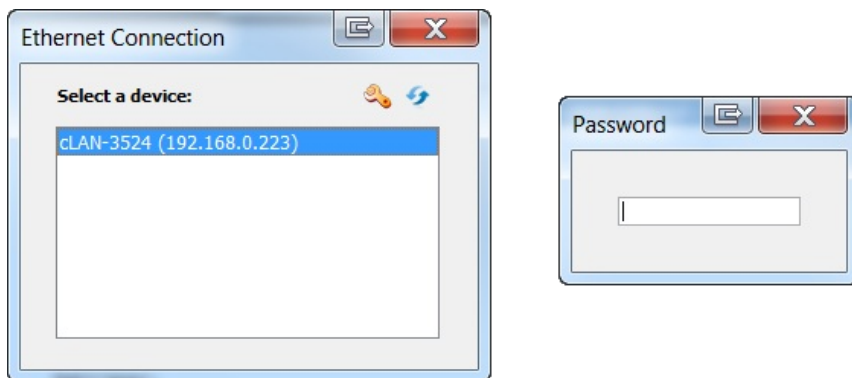 Ethernet Connection
Select a device:
cLAN-3524 (192.168.0.223)
Password